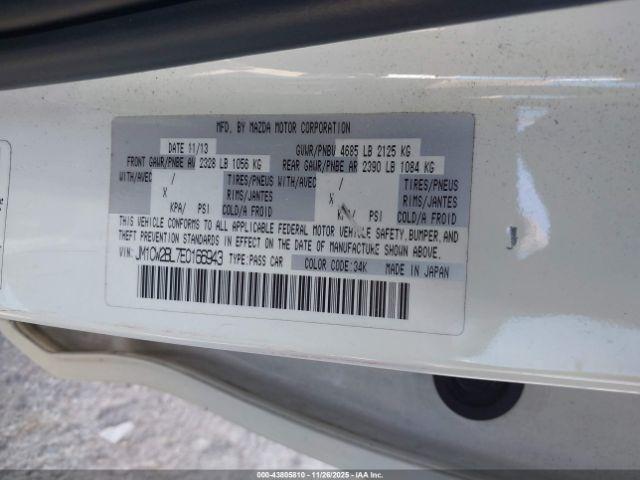 MFD. BY MAZDA MOTOR CORPORATION
DATE 11/13 GVWR/PNBV 4685 LB 2125 KG
FRONT GAWR/PNBE AV 2328 LB 1056 KG REAR GAWR/PNBE AR 2390 LB 1084 KG
WITH/AVEC / TIRES/PNEUS WITH/AVEC / TIRES/PNEUS
X RIMS/JANTES X RIMS/JANTES
KPA/ PSI COLD/A FROID KPA/ PSI COLD/A FROID
THIS VEHICLE CONFORMS TO ALL APPLICABLE FEDERAL MOTOR VEHICLE SAFETY, BUMPER, AND
THEFT PREVENTION STANDARDS IN EFFECT ON THE DATE OF MANUFACTURE SHOWN ABOVE.
VIN: JM1CW2BL7E0166943 TYPE:PASS CAR COLOR CODE:34K MADE IN JAPAN
000-43805810 | 11/26/2025 | IAAI.com